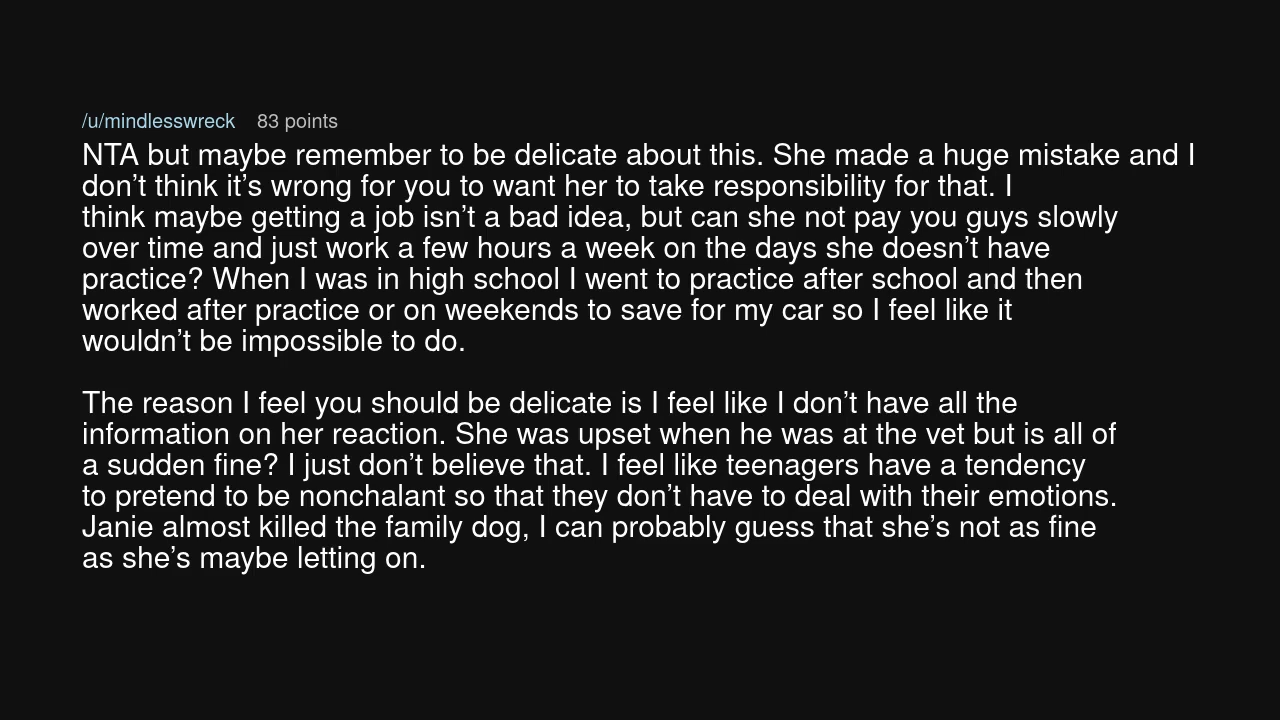 /u/mindlesswreck 83 points
NTA but maybe remember to be delicate about this. She made a huge mistake and I
don’t think it’s wrong for you to want her to take responsibility for that. I
think maybe getting a job isn’t a bad idea, but can she not pay you guys slowly
over time and just work a few hours a week on the days she doesn’t have
practice? When I was in high school I went to practice after school and then
worked after practice or on weekends to save for my car so I feel like it
wouldn’t be impossible to do.
The reason I feel you should be delicate is I feel like I don’t have all the
information on her reaction. She was upset when he was at the vet but is all of
a sudden fine? I just don’t believe that. I feel like teenagers have a tendency
to pretend to be nonchalant so that they don’t have to deal with their emotions.
Janie almost killed the family dog, I can probably guess that she’s not as fine
as she’s maybe letting on.